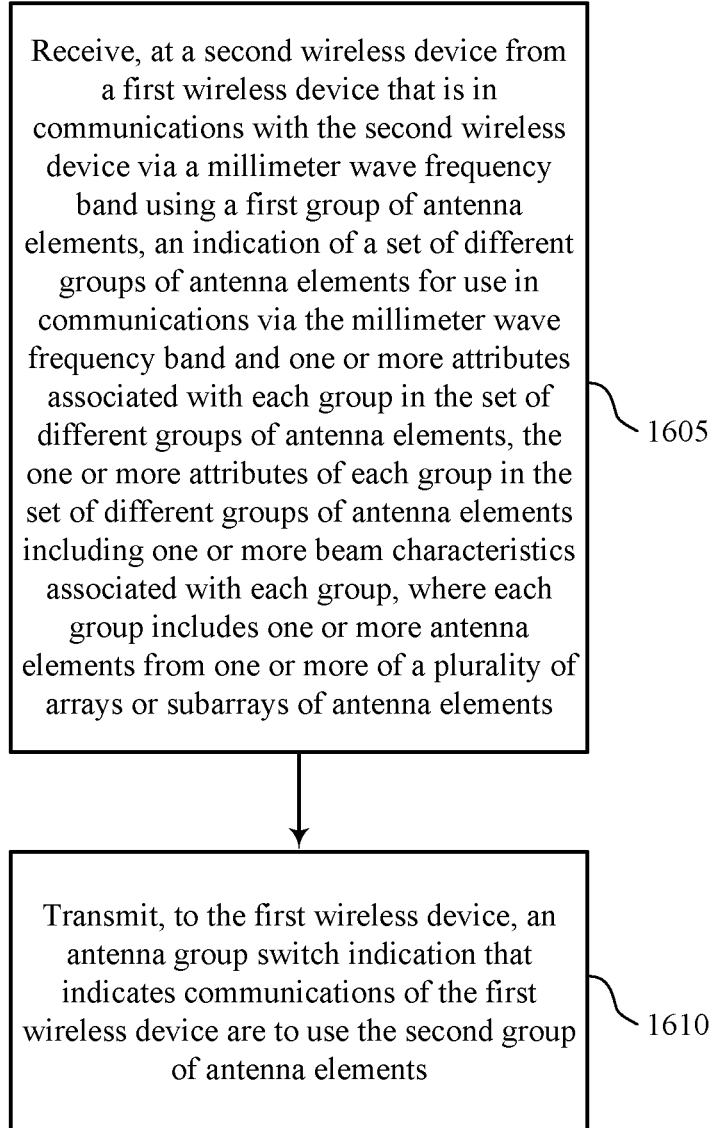 Receive, at a second wireless device from
a first wireless device that is in
communications with the second wireless
device via a millimeter wave frequency
band using a first group of antenna
elements, an indication of a set of different
groups of antenna elements for use in
communications via the millimeter wave
frequency band and one or more attributes
associated with each group in the set of
different groups of antenna elements, the
one or more attributes of each group in the
set of different groups of antenna elements
including one or more beam characteristics
associated with each group, where each
group includes one or more antenna
elements from one or more of a plurality of
arrays or subarrays of antenna elements
1605
Transmit, to the first wireless device, an
antenna group switch indication that
indicates communications of the first
wireless device are to use the second group
of antenna elements
1610